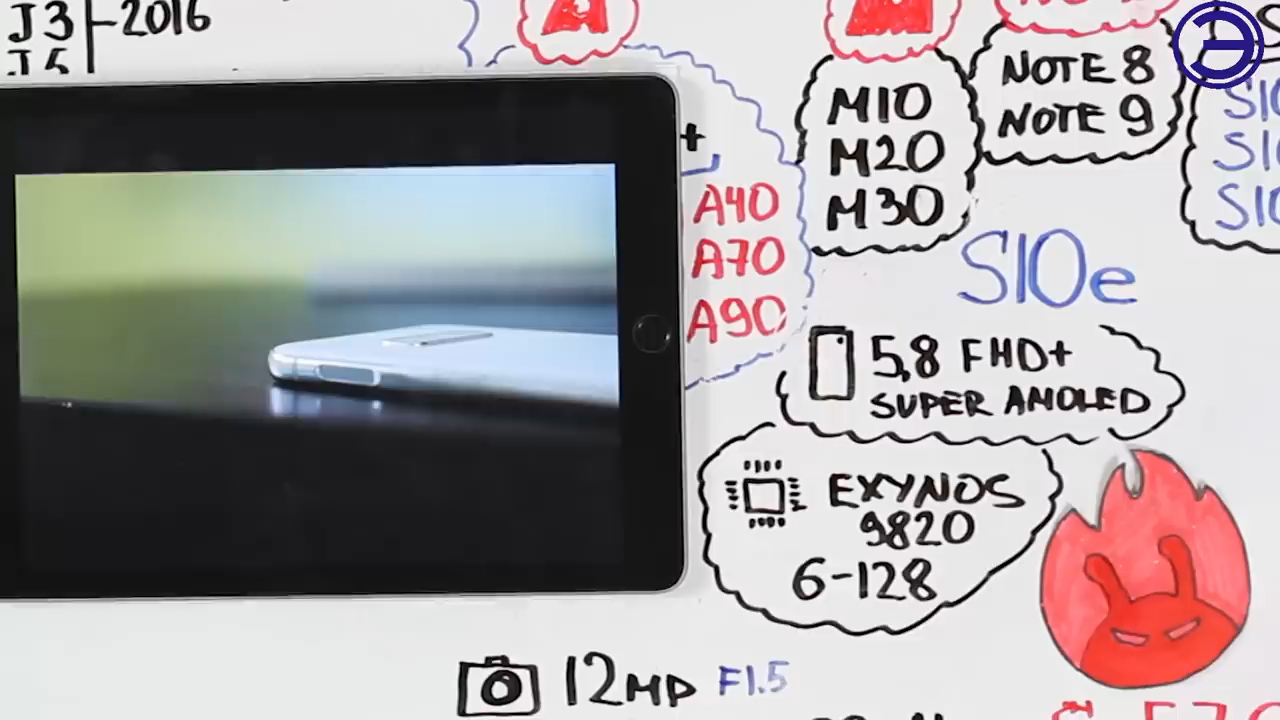 J3
2016
J5
NOTE 8
NOTE 9
M10
M20
M30
+
A40
A70
A90
S10e
5,8 FHD+
SUPER AMOLED
EXYNOS
9820
6-128
12MP F1.5